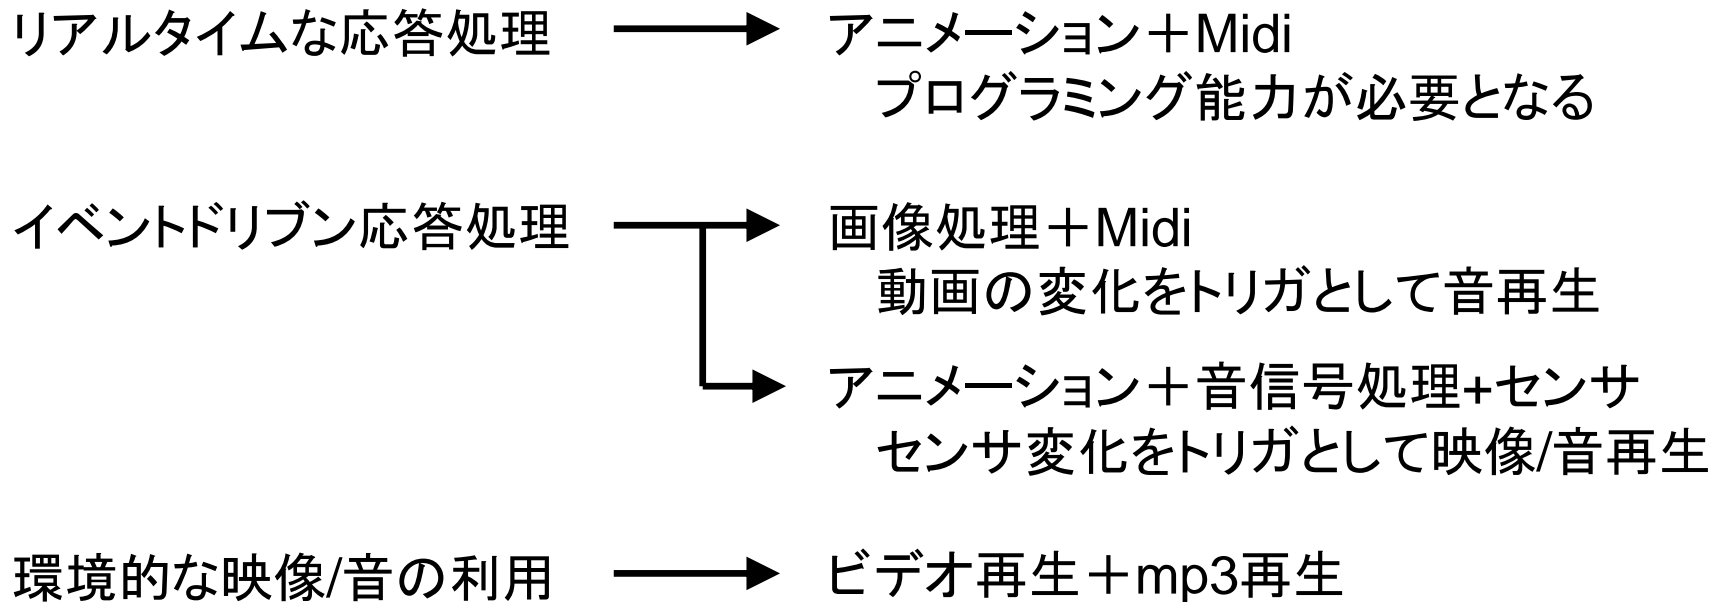 リアルタイムな応答処理
アニメーション＋Midi
プログラミング能力が必要となる
イベントドリブン応答処理
画像処理＋Midi
動画の変化をトリガとして音再生
アニメーション＋音信号処理+センサ
センサ変化をトリガとして映像/音再生
環境的な映像/音の利用
ビデオ再生＋mp3再生